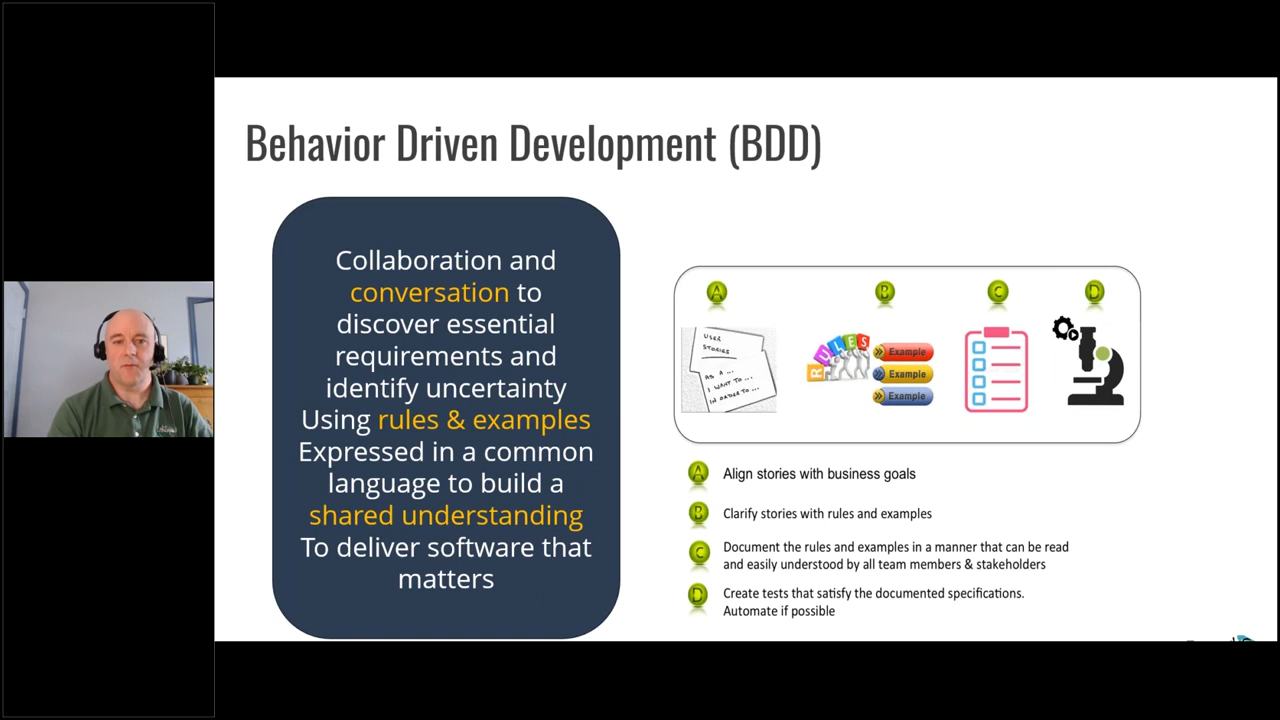 Behavior Driven Development (BDD)
Collaboration and
conversation to
discover essential
requirements and
identify uncertainty
Using rules & examples
Expressed in a common
language to build a
shared understanding
To deliver software that
matters
A
B
C
D
USER
STORIES
AS A ...
I WANT TO ...
IN ORDER TO ...
RULES
Example
Example
Example
A Align stories with business goals
B Clarify stories with rules and examples
C Document the rules and examples in a manner that can be read
and easily understood by all team members & stakeholders
D Create tests that satisfy the documented specifications.
Automate if possible